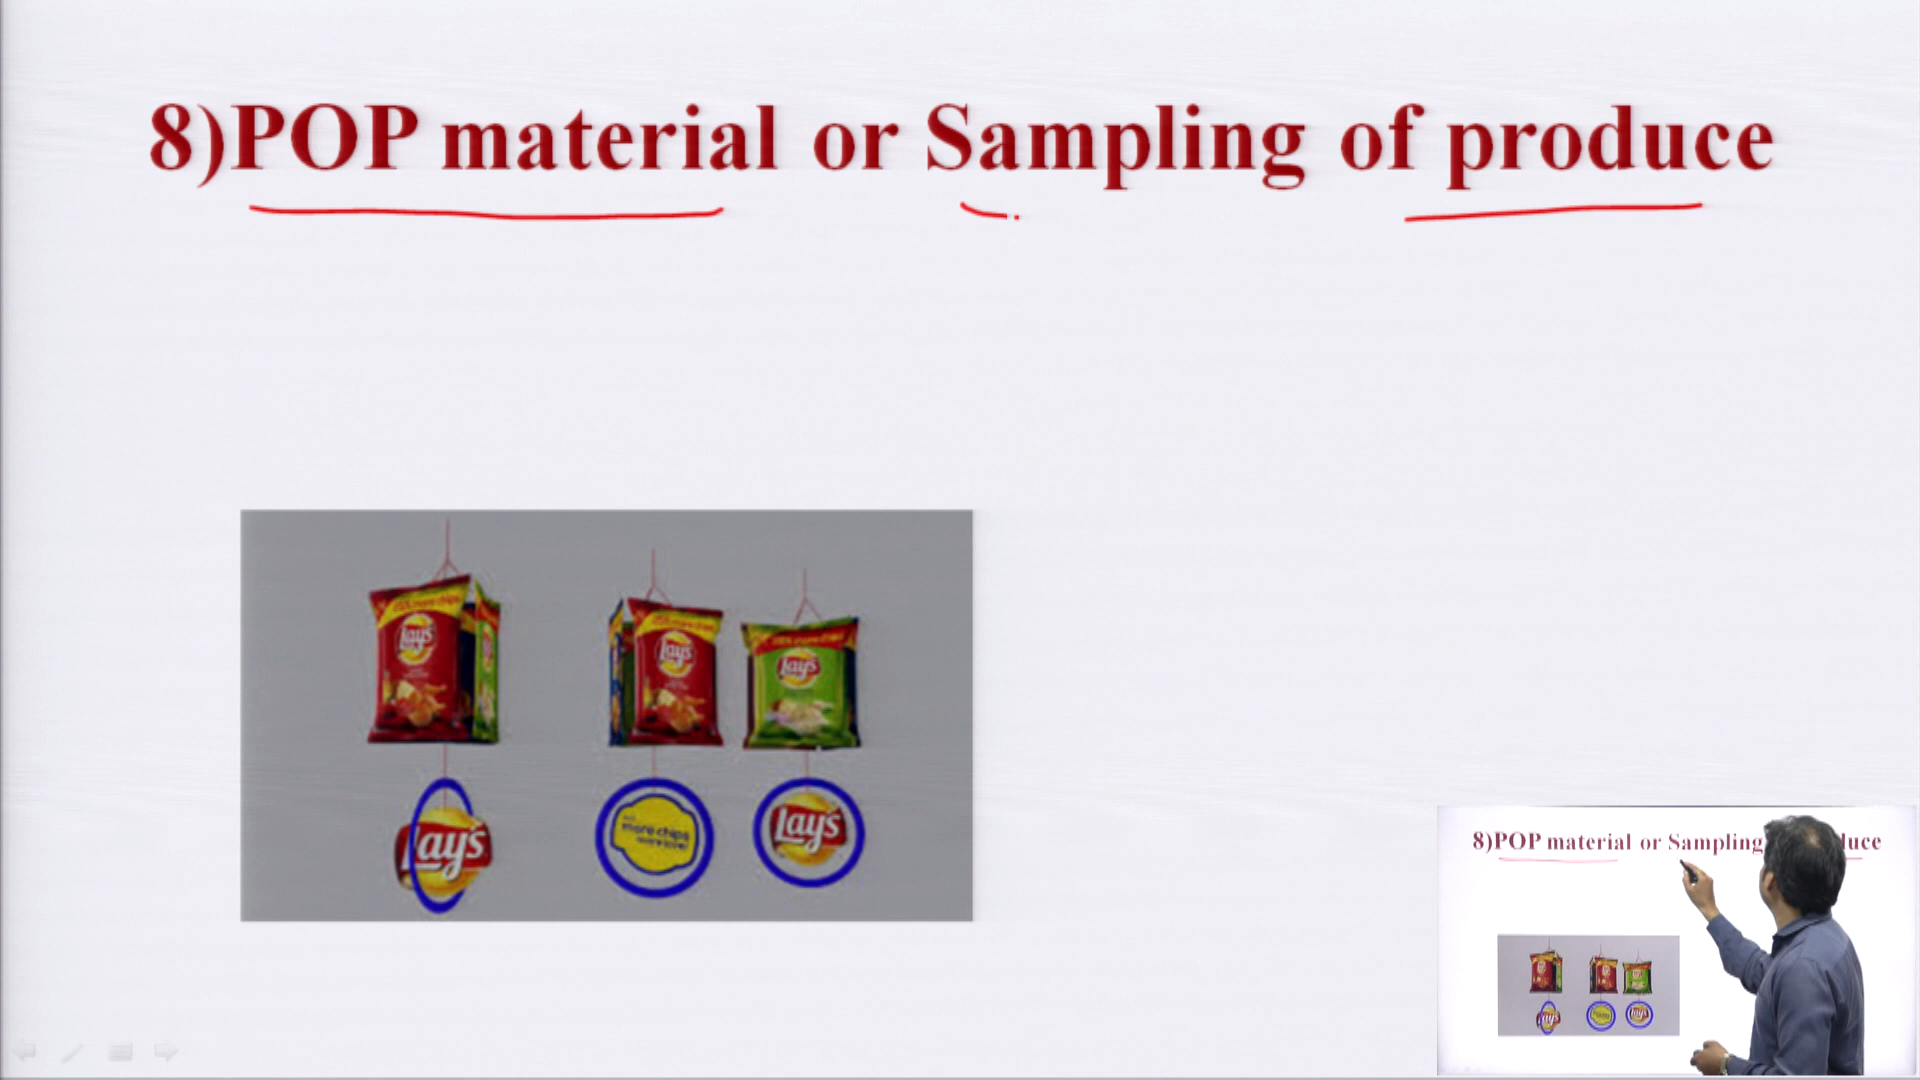 8)POP material or Sampling of produce
Lay's
Lay's
Lay's
Lay's
more chips
Lay's
8)POP material or Sampling
uce